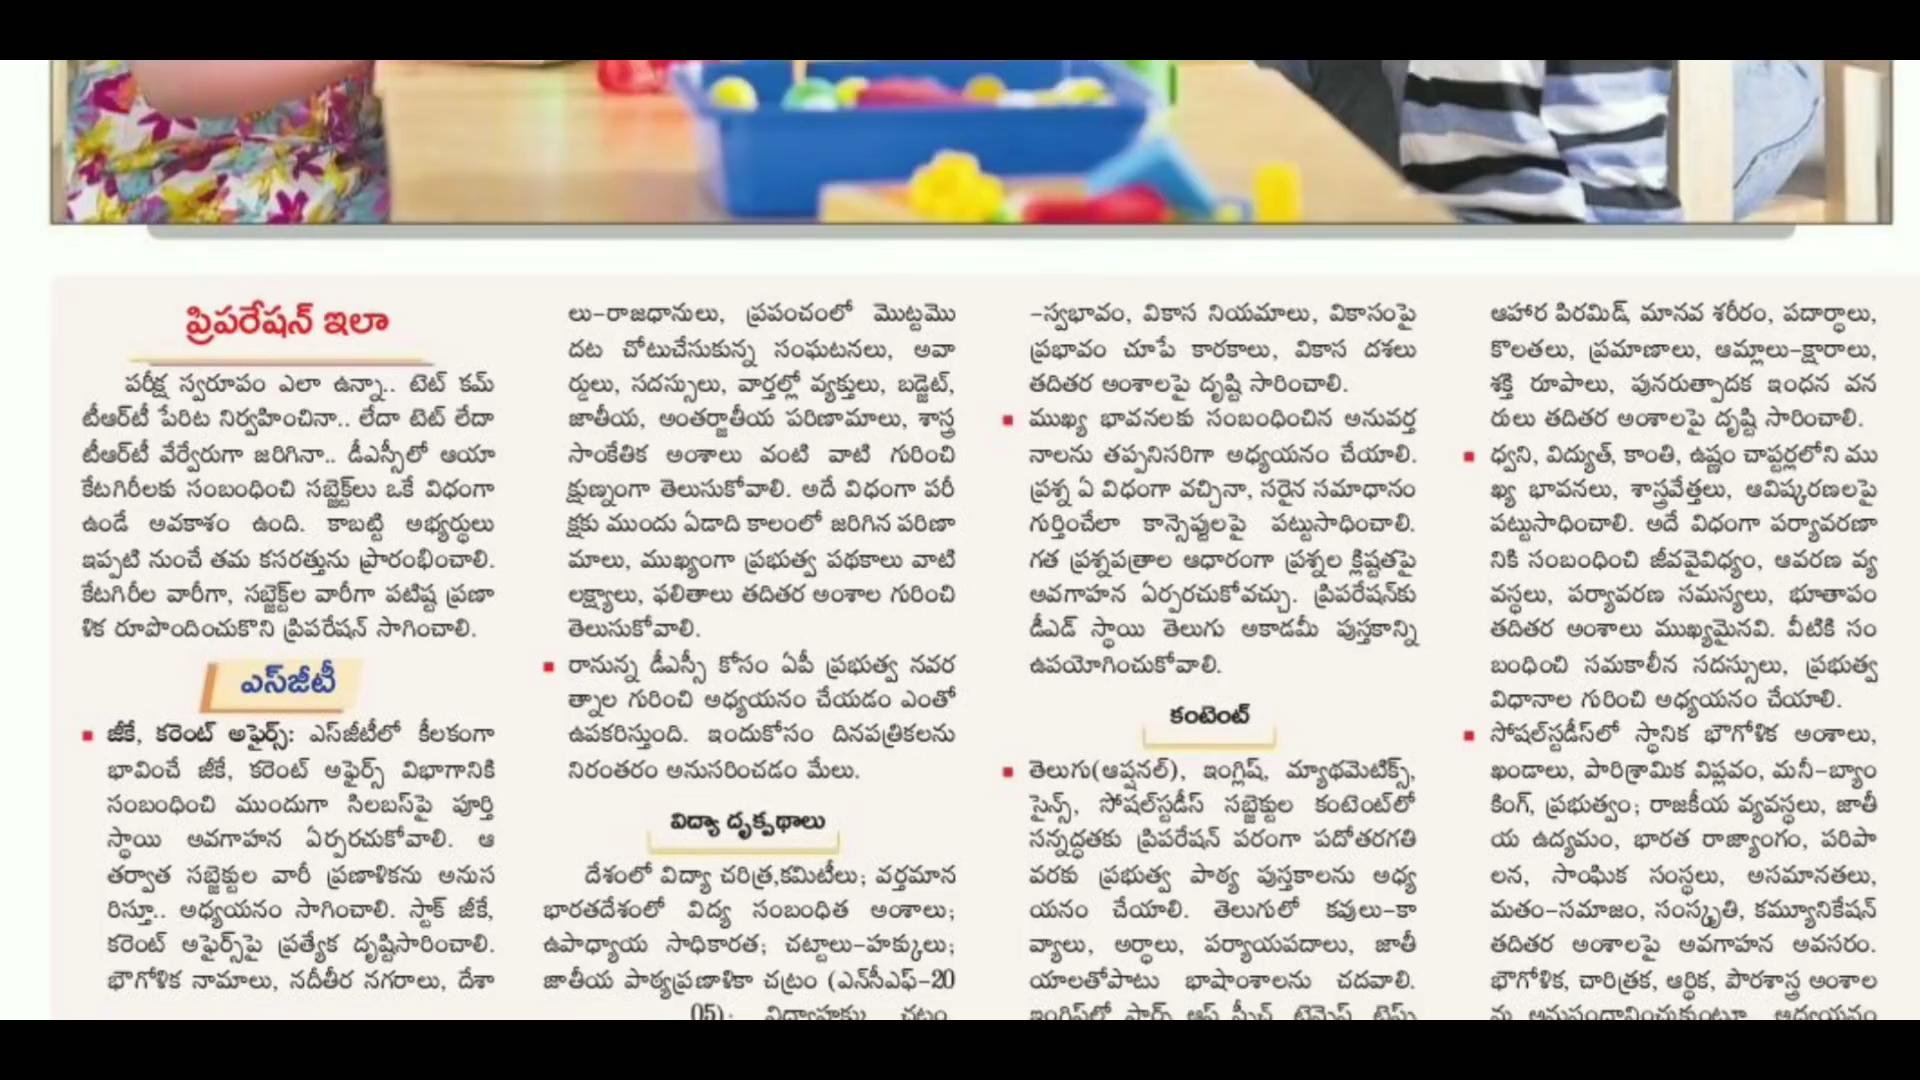 ప్రిపరేషన్ ఇలా
పరీక్ష స్వరూపం ఎలా ఉన్నా.. టెట్ కమ్
టీఆర్‌టీ పేరిట నిర్వహించినా.. లేదా టెట్ లేదా
టీఆర్‌టీ వేర్వేరుగా జరిగినా.. డీఎస్సీలో ఆయా
కేటగిరీలకు సంబంధించి సబ్జెక్ట్‌లు ఒకే విధంగా
ఉండే అవకాశం ఉంది. కాబట్టి అభ్యర్థులు
ఇప్పటి నుంచే తమ కసరత్తును ప్రారంభించాలి.
కేటగిరీల వారీగా, సబ్జెక్ట్‌ల వారీగా పటిష్ట ప్రణా
ళిక రూపొందించుకొని ప్రిపరేషన్ సాగించాలి.
ఎస్‌జీటీ
జీకే, కరెంట్ అఫైర్స్: ఎస్‌జీటీలో కీలకంగా
భావించే జీకే, కరెంట్ అఫైర్స్ విభాగానికి
సంబంధించి ముందుగా సిలబస్‌పై పూర్తి
స్థాయి అవగాహన ఏర్పరచుకోవాలి. ఆ
తర్వాత సబ్జెక్టుల వారీ ప్రణాళికను అనుస
రిస్తూ.. అధ్యయనం సాగించాలి. స్టాక్ జీకే,
కరెంట్ అఫైర్స్‌పై ప్రత్యేక దృష్టిసారించాలి.
భౌగోళిక నామాలు, నదీతీర నగరాలు, దేశా
లు-రాజధానులు, ప్రపంచంలో మొట్టమొ
దట చోటుచేసుకున్న సంఘటనలు, అవా
ర్డులు, సదస్సులు, వార్తల్లో వ్యక్తులు, బడ్జెట్,
జాతీయ, అంతర్జాతీయ పరిణామాలు, శాస్త్ర
సాంకేతిక అంశాలు వంటి వాటి గురించి
క్షుణ్నంగా తెలుసుకోవాలి. అదే విధంగా పరీ
క్షకు ముందు ఏడాది కాలంలో జరిగిన పరిణా
మాలు, ముఖ్యంగా ప్రభుత్వ పథకాలు వాటి
లక్ష్యాలు, ఫలితాలు తదితర అంశాల గురించి
తెలుసుకోవాలి.
రానున్న డీఎస్సీ కోసం ఏపీ ప్రభుత్వ నవర
త్నాల గురించి అధ్యయనం చేయడం ఎంతో
ఉపకరిస్తుంది. ఇందుకోసం దినపత్రికలను
నిరంతరం అనుసరించడం మేలు.
విద్యా దృక్పథాలు
దేశంలో విద్యా చరిత్ర,కమిటీలు; వర్తమాన
భారతదేశంలో విద్య సంబంధిత అంశాలు;
ఉపాధ్యాయ సాధికారత; చట్టాలు-హక్కులు;
జాతీయ పాఠ్యప్రణాళికా చట్రం (ఎన్‌సీఎఫ్-20
05); విద్యాహక్కు చట్టం,
-స్వభావం, వికాస నియమాలు, వికాసంపై
ప్రభావం చూపే కారకాలు, వికాస దశలు
తదితర అంశాలపై దృష్టి సారించాలి.
ముఖ్య భావనలకు సంబంధించిన అనువర్త
నాలను తప్పనిసరిగా అధ్యయనం చేయాలి.
ప్రశ్న ఏ విధంగా వచ్చినా, సరైన సమాధానం
గుర్తించేలా కాన్సెప్టులపై పట్టుసాధించాలి.
గత ప్రశ్నపత్రాల ఆధారంగా ప్రశ్నల క్లిష్టతపై
అవగాహన ఏర్పరచుకోవచ్చు. ప్రిపరేషన్‌కు
డీఎడ్ స్థాయి తెలుగు అకాడమీ పుస్తకాన్ని
ఉపయోగించుకోవాలి.
కంటెంట్
తెలుగు(ఆప్షనల్), ఇంగ్లిష్, మ్యాథమెటిక్స్,
సైన్స్, సోషల్‌స్టడీస్ సబ్జెక్టుల కంటెంట్‌లో
సన్నద్ధతకు ప్రిపరేషన్ పరంగా పదోతరగతి
వరకు ప్రభుత్వ పాఠ్య పుస్తకాలను అధ్య
యనం చేయాలి. తెలుగులో కవులు-కా
వ్యాలు, అర్థాలు, పర్యాయపదాలు, జాతీ
యాలతోపాటు భాషాంశాలను చదవాలి.
ఇంగ్లిష్‌లో పార్ట్స్ ఆఫ్ స్పీచ్, టెన్సెస్, టైప్స్
ఆహార పిరమిడ్, మానవ శరీరం, పదార్థాలు,
కొలతలు, ప్రమాణాలు, ఆమ్లాలు-క్షారాలు,
శక్తి రూపాలు, పునరుత్పాదక ఇంధన వన
రులు తదితర అంశాలపై దృష్టి సారించాలి.
ధ్వని, విద్యుత్, కాంతి, ఉష్ణం చాప్టర్లలోని ము
ఖ్య భావనలు, శాస్త్రవేత్తలు, ఆవిష్కరణలపై
పట్టుసాధించాలి. అదే విధంగా పర్యావరణా
నికి సంబంధించి జీవవైవిధ్యం, ఆవరణ వ్య
వస్థలు, పర్యావరణ సమస్యలు, భూతాపం
తదితర అంశాలు ముఖ్యమైనవి. వీటికి సం
బంధించి సమకాలీన సదస్సులు, ప్రభుత్వ
విధానాల గురించి అధ్యయనం చేయాలి.
సోషల్‌స్టడీస్‌లో స్థానిక భౌగోళిక అంశాలు,
ఖండాలు, పారిశ్రామిక విప్లవం, మనీ-బ్యాం
కింగ్, ప్రభుత్వం; రాజకీయ వ్యవస్థలు, జాతీ
య ఉద్యమం, భారత రాజ్యాంగం, పరిపా
లన, సాంఘిక సంస్థలు, అసమానతలు,
మతం-సమాజం, సంస్కృతి, కమ్యూనికేషన్
తదితర అంశాలపై అవగాహన అవసరం.
భౌగోళిక, చారిత్రక, ఆర్థిక, పౌరశాస్త్ర అంశాల
ను అనుసంధానించుకుంటూ అధ్యయనం